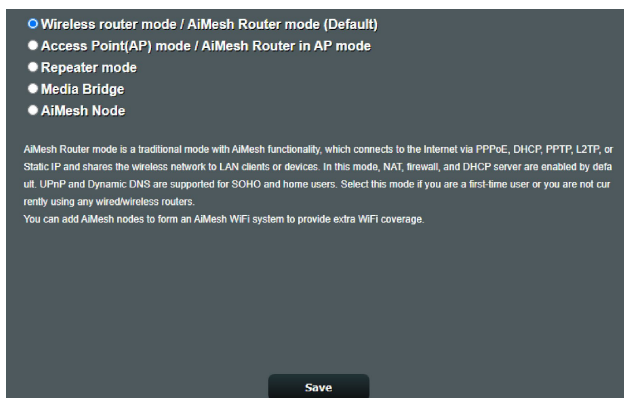 Wireless router mode / AiMesh Router mode (Default)
Access Point(AP) mode / AiMesh Router in AP mode
Repeater mode
Media Bridge
AiMesh Node
AiMesh Router mode is a traditional mode with AiMesh functionality, which connects to the Internet via PPPoE, DHCP, PPTP, L2TP, or
Static IP and shares the wireless network to LAN clients or devices. In this mode, NAT, firewall, and DHCP server are enabled by defa
ult. UPnP and Dynamic DNS are supported for SOHO and home users. Select this mode if you are a first-time user or you are not cur
rently using any wired/wireless routers.
You can add AiMesh nodes to form an AiMesh WiFi system to provide extra WiFi coverage.
Save